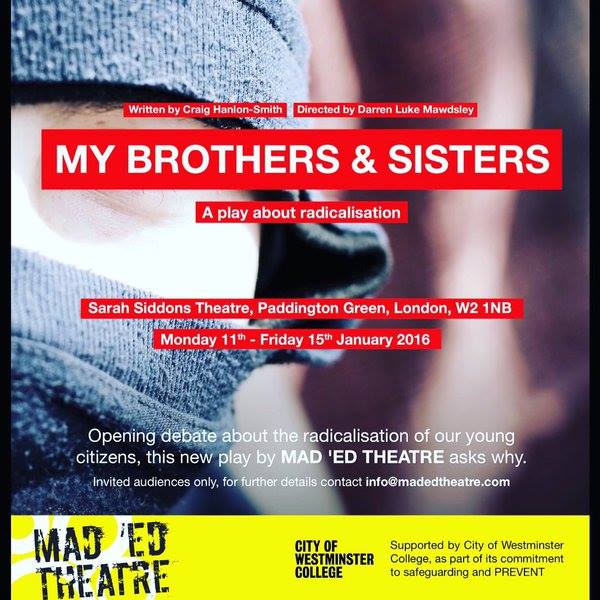 Written by Craig Hanlon-Smith Directed by Darren Luke Mawdsley
MY BROTHERS & SISTERS
A play about radicalisation
Sarah Siddons Theatre, Paddington Green, London, W2 1NB
Monday 11th - Friday 15th January 2016
Opening debate about the radicalisation of our young
citizens, this new play by MAD 'ED THEATRE asks why.
Invited audiences only, for further details contact info@madedtheatre.com
MAD 'ED
THEATRE
CITY OF
WESTMINSTER
COLLEGE
Supported by City of Westminster
College, as part of its commitment
to safeguarding and PREVENT